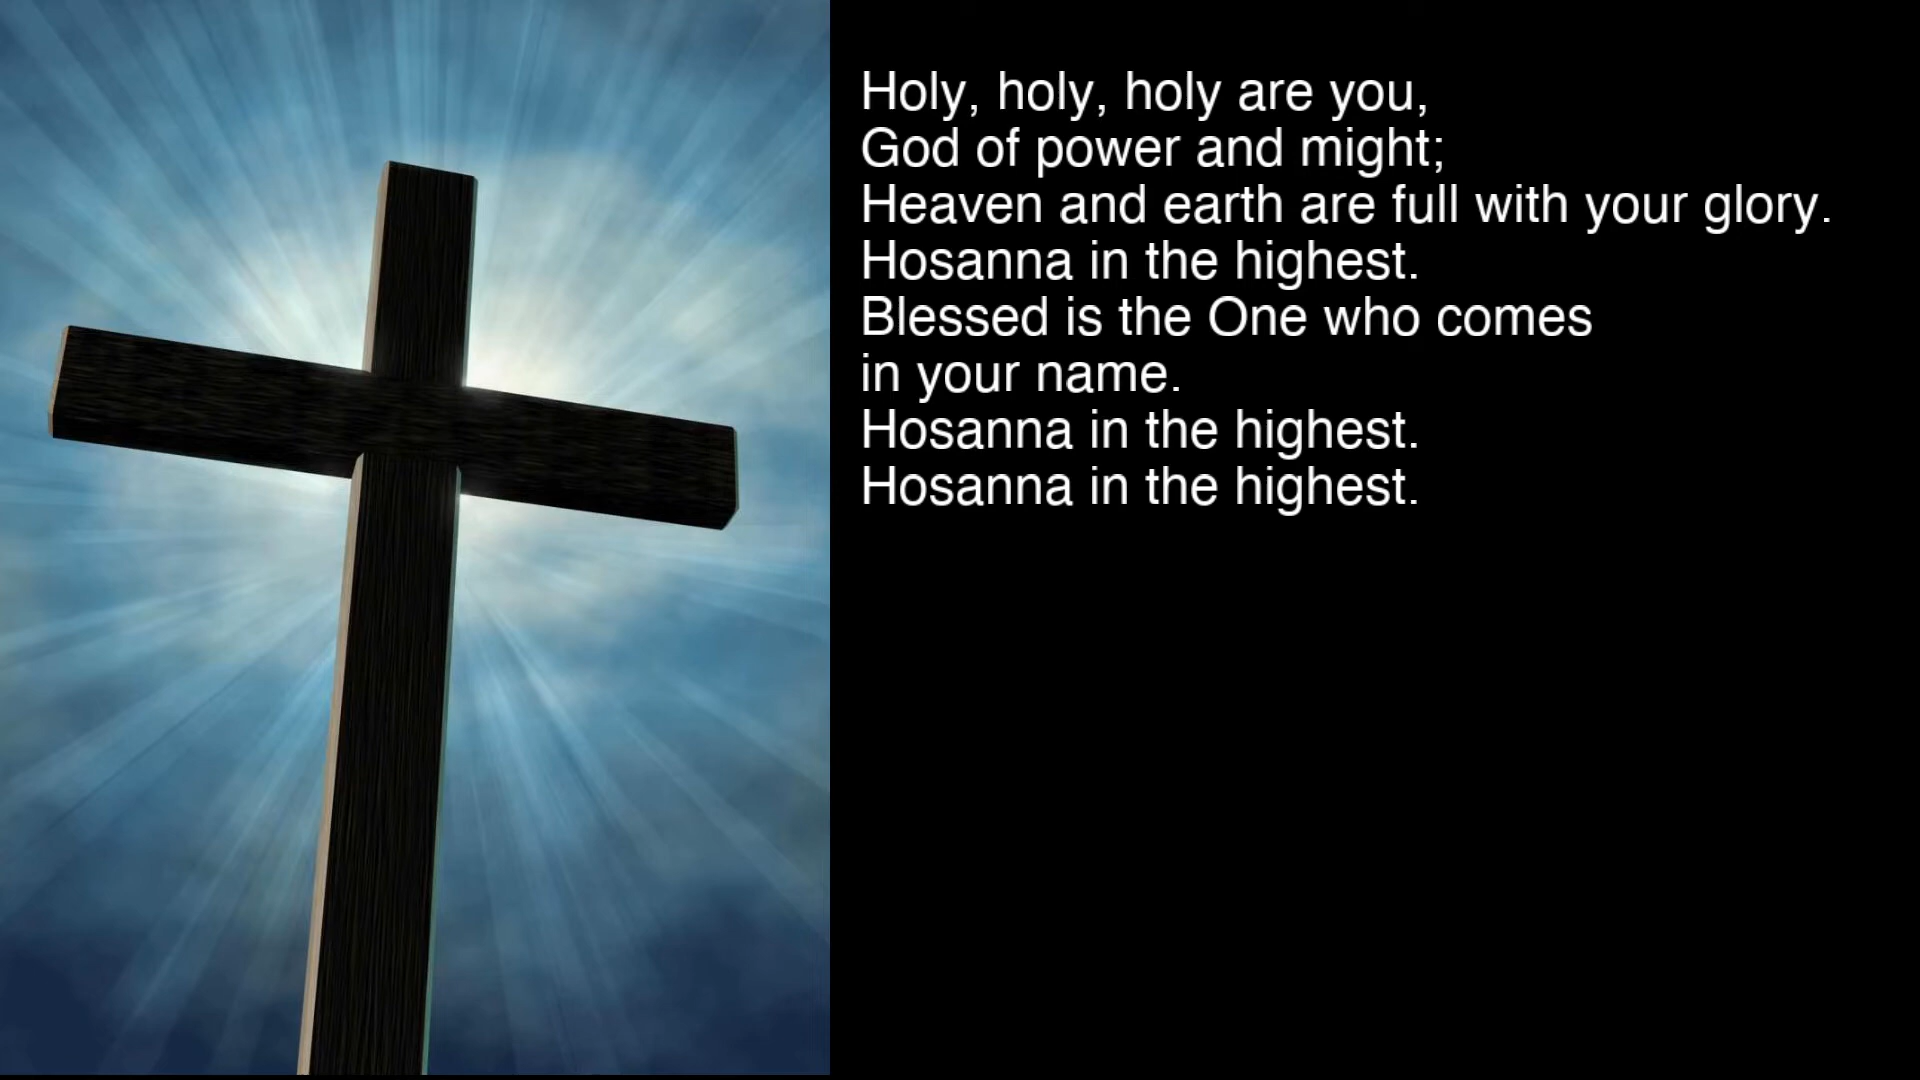 Holy, holy, holy are you,
God of power and might;
Heaven and earth are full with your glory.
Hosanna in the highest.
Blessed is the One who comes
in your name.
Hosanna in the highest.
Hosanna in the highest.